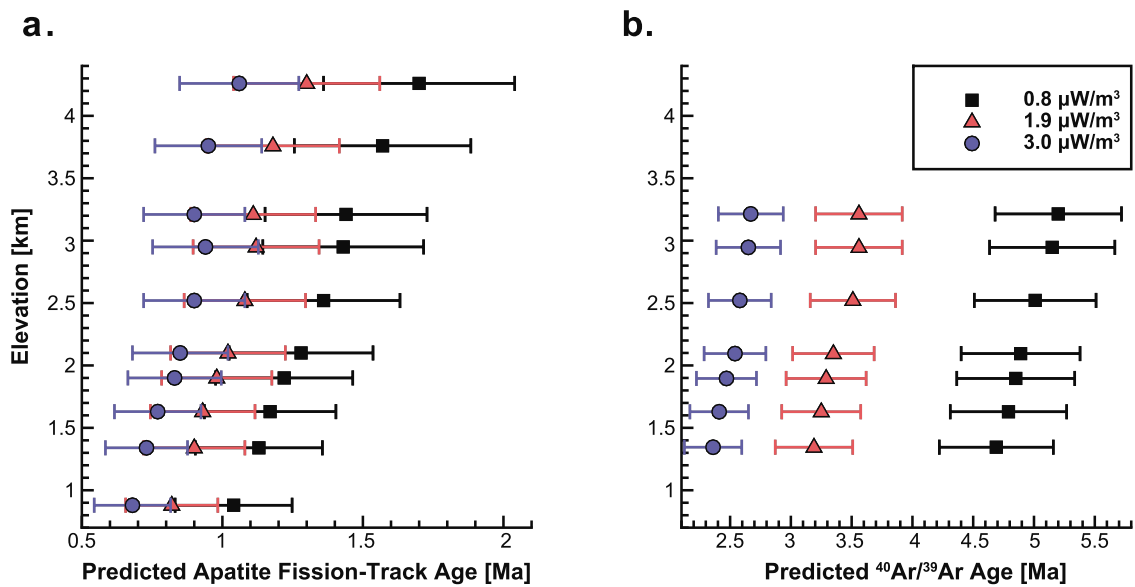 a.
b.
Elevation [km]
4
3.5
3
2.5
2
1.5
1
0.5 1 1.5 2
Predicted Apatite Fission-Track Age [Ma]
0.8 µW/m³
1.9 µW/m³
3.0 µW/m³
4
3.5
3
2.5
2
1.5
1
2.5 3 3.5 4 4.5 5 5.5
Predicted ⁴⁰Ar/³⁹Ar Age [Ma]